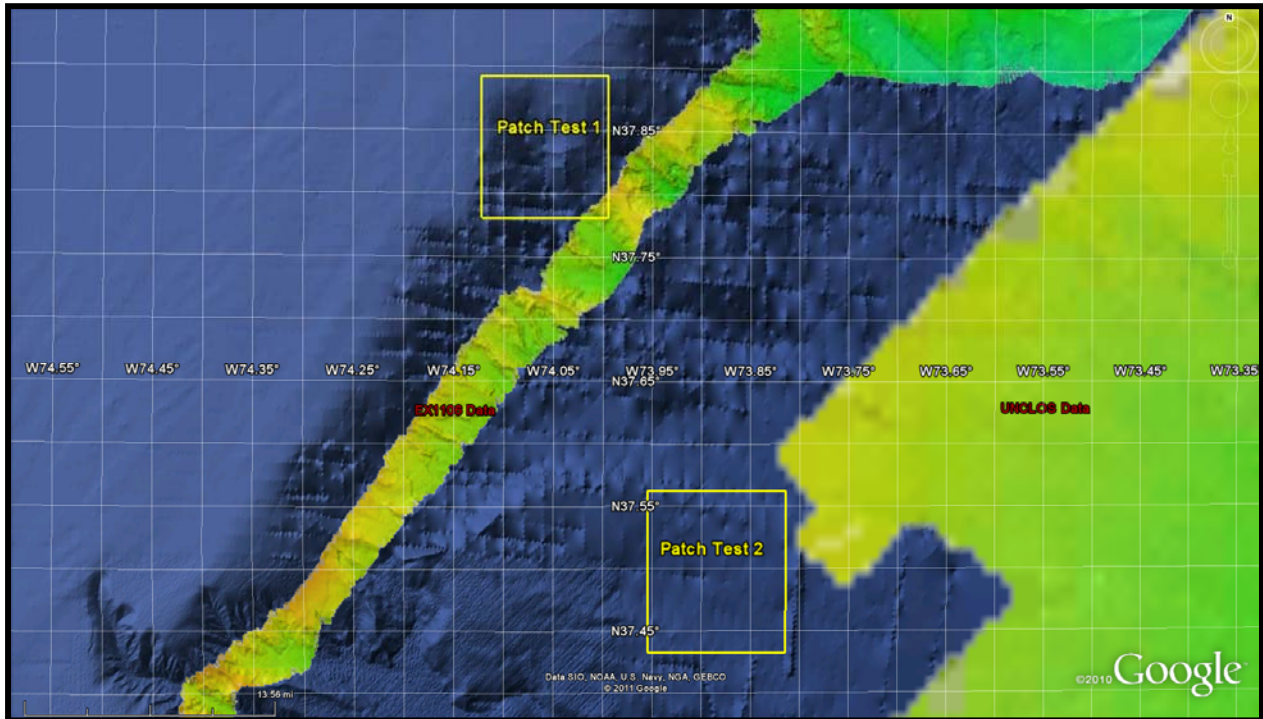 N
Patch Test 1
N37.85°
N37.75°
W74.55° W74.45° W74.35° W74.25° W74.15° W74.05° W73.95° W73.85° W73.75° W73.65° W73.55° W73.45° W73.35
N37.65°
EX1106 Data UNCLOS Data
N37.55°
Patch Test 2
N37.45°
Data SIO, NOAA, U.S. Navy, NGA, GEBCO
© 2011 Google
©2010 Google
13.56 mi